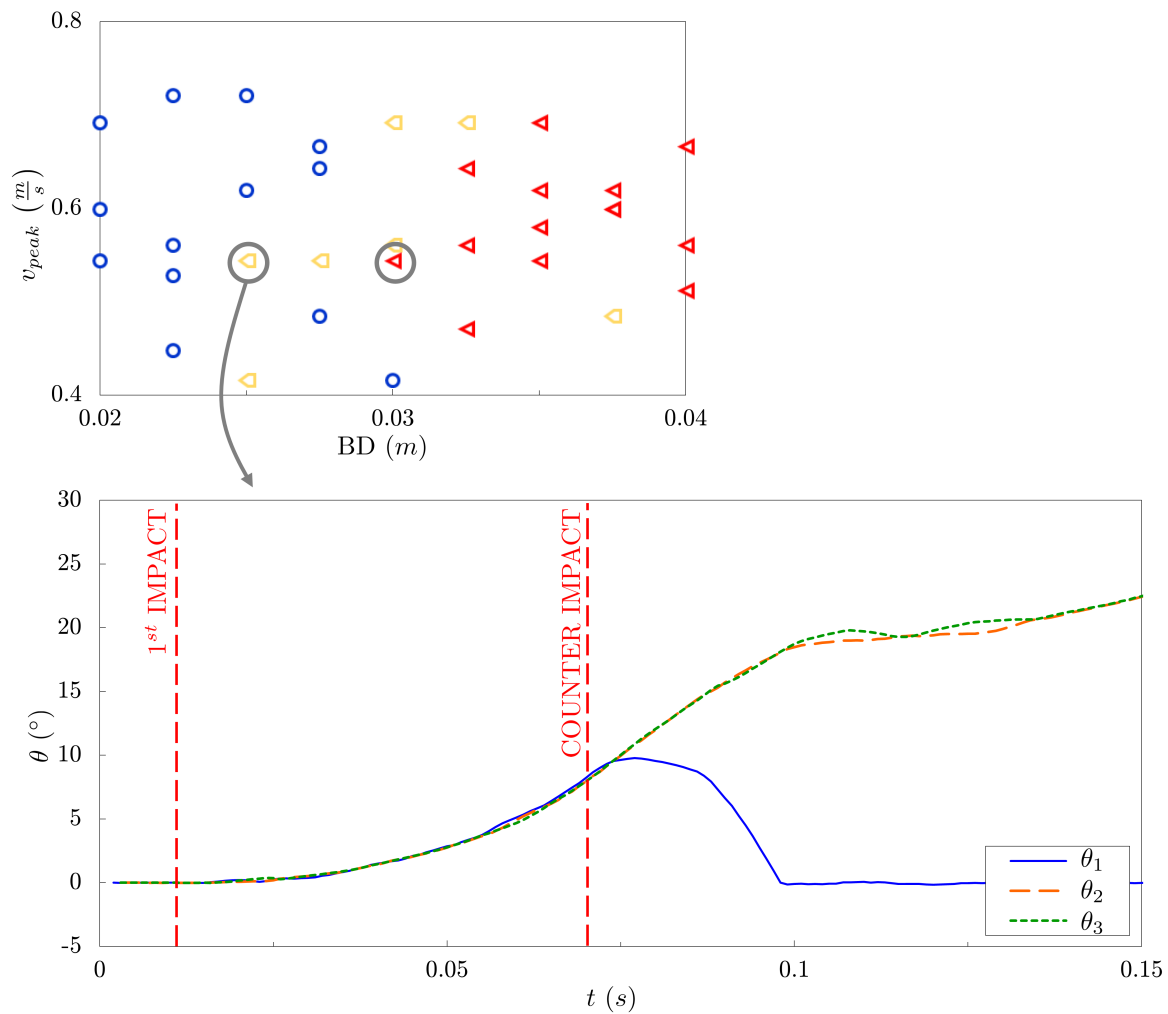 0.8
0.6
0.4
v_peak (m/s)
0.02 0.03 0.04
BD (m)
30
25
20
15
10
5
0
-5
θ (°)
1st IMPACT
COUNTER IMPACT
θ1
θ2
θ3
0 0.05 0.1 0.15
t (s)